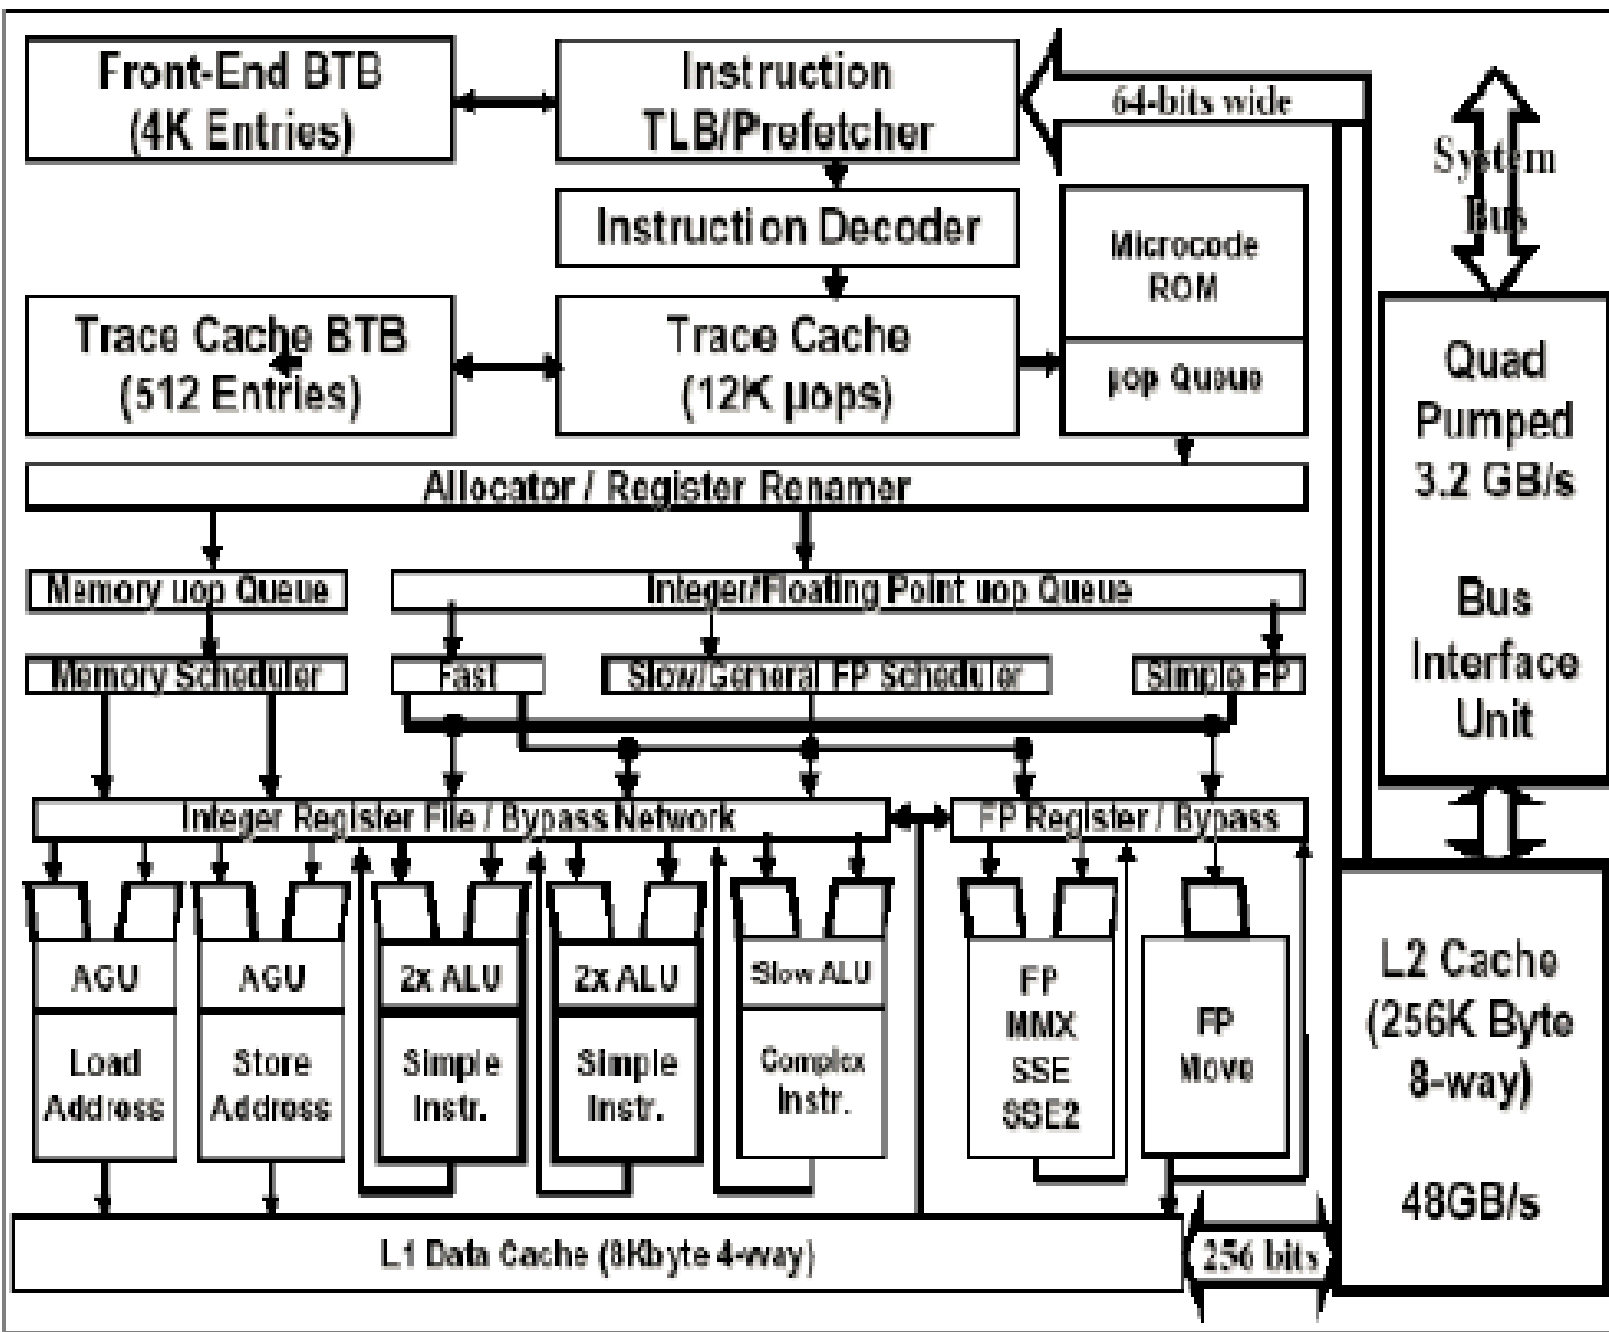 Front-End BTB
(4K Entries)
Instruction
TLB/Prefetcher
64-bits wide
System
Bus
Instruction Decoder
Microcode
ROM
Trace Cache BTB
(512 Entries)
Trace Cache
(12K µops)
µop Queue
Quad
Pumped
3.2 GB/s
Bus
Interface
Unit
Allocator / Register Renamer
Memory uop Queue
Integer/Floating Point uop Queue
Memory Scheduler
Fast
Slow/General FP Scheduler
Simple FP
Integer Register File / Bypass Network
FP Register / Bypass
AGU
Load
Address
AGU
Store
Address
2x ALU
Simple
Instr.
2x ALU
Simple
Instr.
Slow ALU
Complex
Instr.
FP
MMX
SSE
SSE2
FP
Move
L2 Cache
(256K Byte
8-way)
48GB/s
L1 Data Cache (8Kbyte 4-way)
256 bits